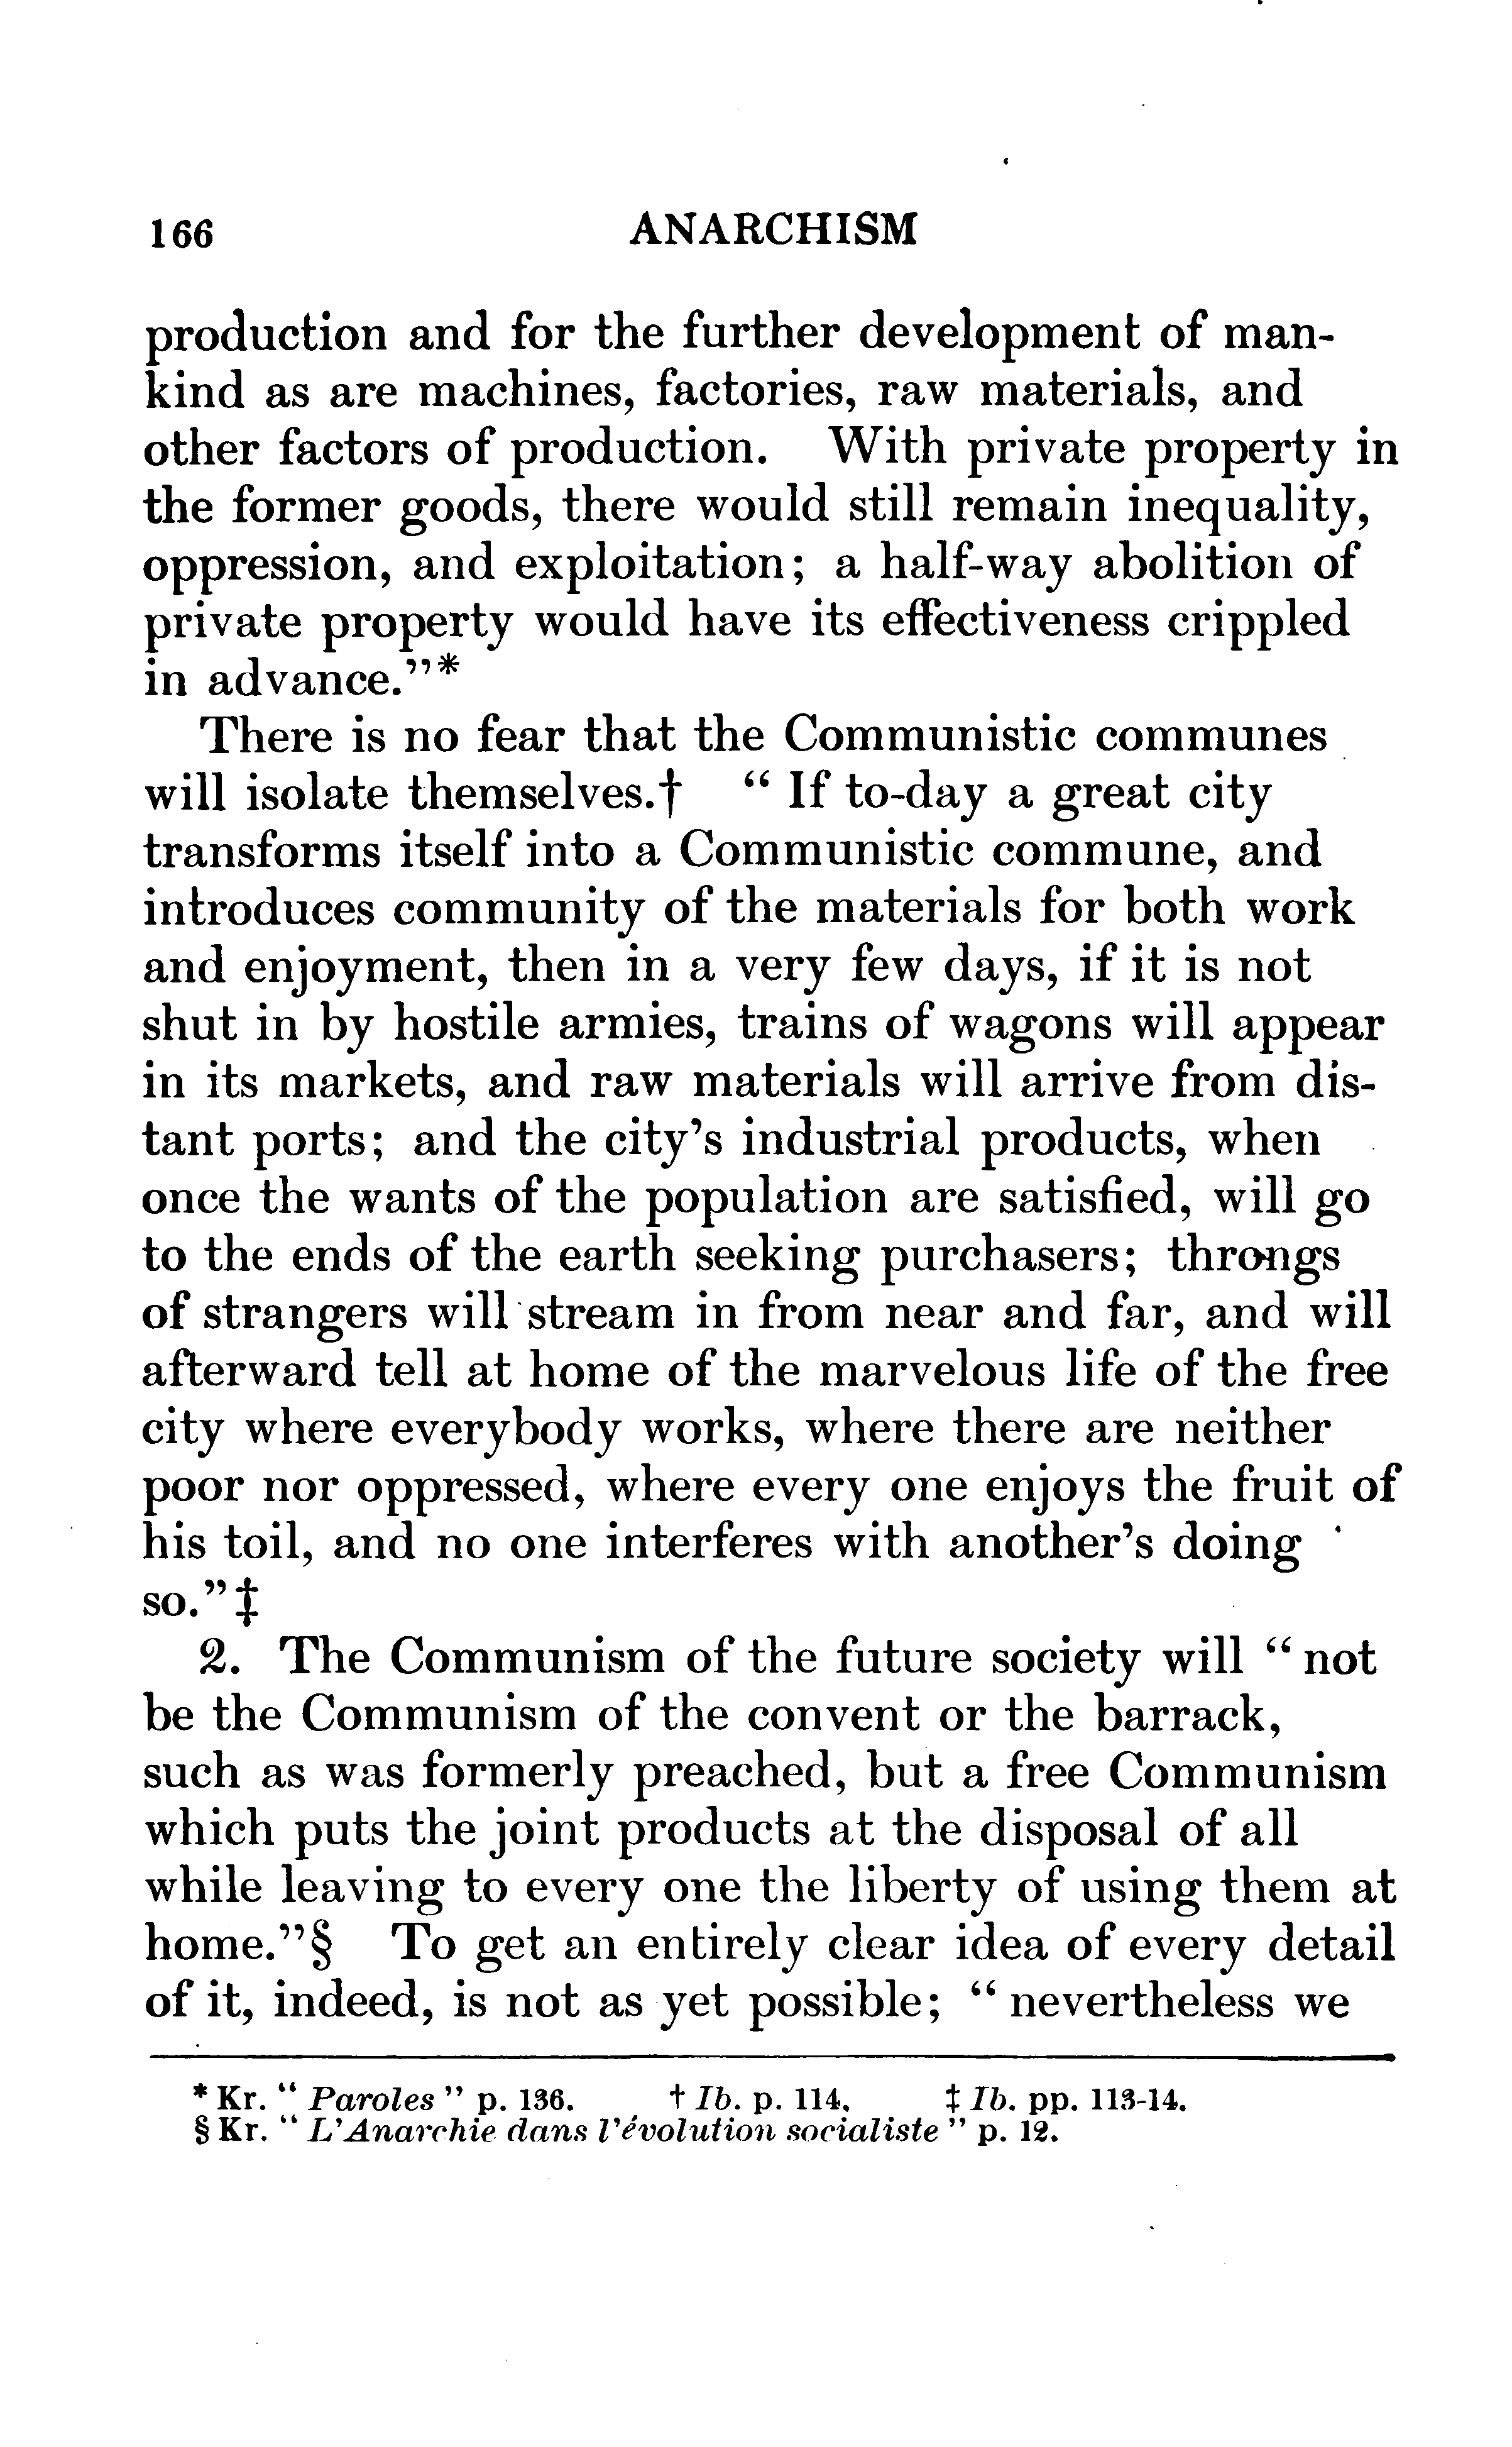 166 ANARCHISM
production and for the further development of man-
kind as are machines, factories, raw materials, and
other factors of production. With private property in
the former goods, there would still remain inequality,
oppression, and exploitation; a half-way abolition of
private property would have its effectiveness crippled
in advance."*
There is no fear that the Communistic communes
will isolate themselves.† " If to-day a great city
transforms itself into a Communistic commune, and
introduces community of the materials for both work
and enjoyment, then in a very few days, if it is not
shut in by hostile armies, trains of wagons will appear
in its markets, and raw materials will arrive from dis-
tant ports; and the city's industrial products, when
once the wants of the population are satisfied, will go
to the ends of the earth seeking purchasers; throngs
of strangers will stream in from near and far, and will
afterward tell at home of the marvelous life of the free
city where everybody works, where there are neither
poor nor oppressed, where every one enjoys the fruit of
his toil, and no one interferes with another's doing
so."‡
2. The Communism of the future society will " not
be the Communism of the convent or the barrack,
such as was formerly preached, but a free Communism
which puts the joint products at the disposal of all
while leaving to every one the liberty of using them at
home."§ To get an entirely clear idea of every detail
of it, indeed, is not as yet possible; " nevertheless we
* Kr. " Paroles " p. 136. † Ib. p. 114. ‡ Ib. pp. 113-14.
§ Kr. " L'Anarchie dans l'évolution socialiste " p. 12.